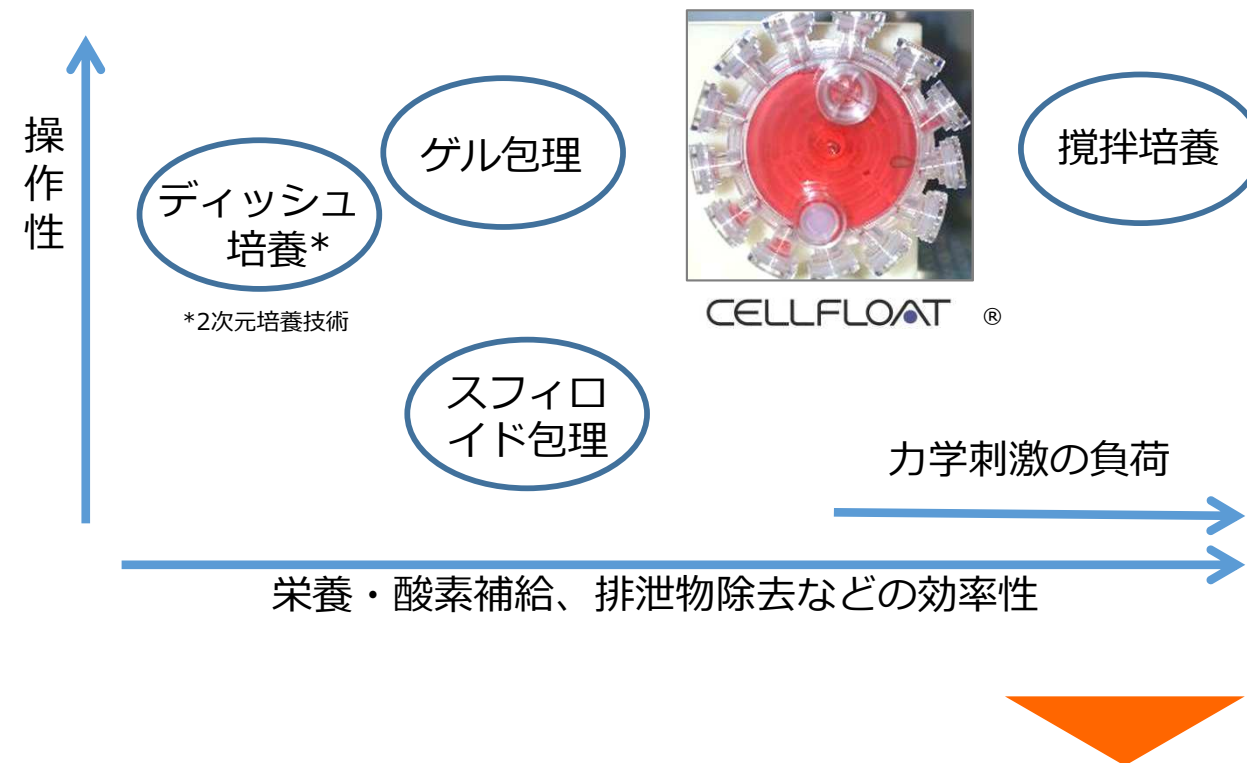 操
作
性
ディッシュ
培養*
*2次元培養技術
ゲル包理
スフィロ
イド包理
CELLFLOAT ®
撹拌培養
力学刺激の負荷
栄養・酸素補給、排泄物除去などの効率性